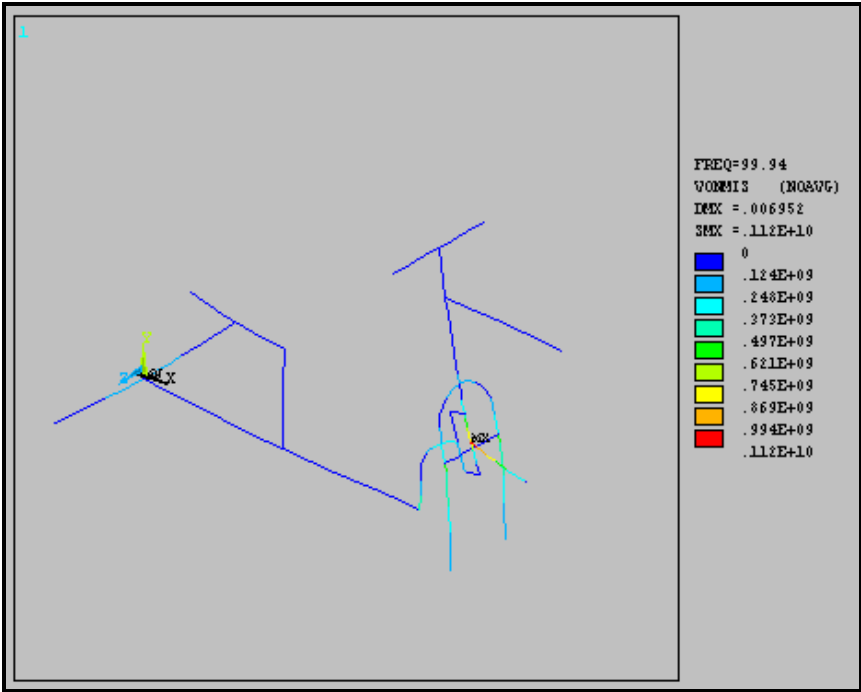 1
FREQ=99.94
VONMIS (NOAVG)
DMX =.006952
SMX =.112E+10
0
.124E+09
.248E+09
.373E+09
.497E+09
.621E+09
.745E+09
.869E+09
.994E+09
.112E+10
Y
Z
X
MX